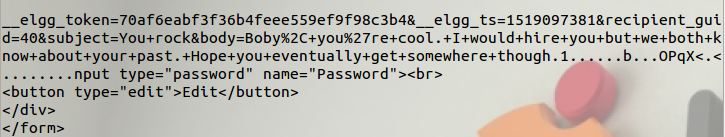 __elgg_token=70af6eabf3f36b4feee559ef9f98c3b4&__elgg_ts=1519097381&recipient_gui
d=40&subject=You+rock&body=Boby%2C+you%27re+cool.+I+would+hire+you+but+we+both+k
now+about+your+past.+Hope+you+eventually+get+somewhere+though.1......b...OPqX<.<
........nput type="password" name="Password"><br>
<button type="edit">Edit</button>
</div>
</form>